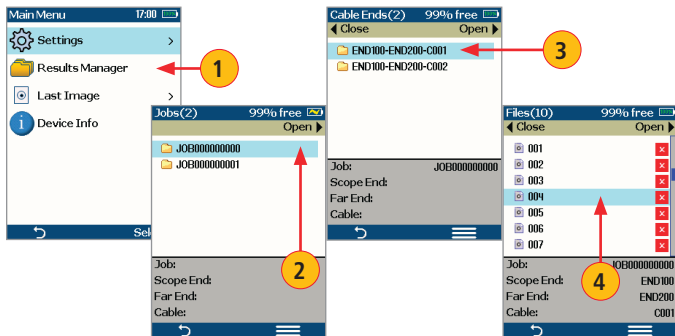 Main Menu 17:00
Settings >
Results Manager
Last Image >
Device Info
1
Jobs(2) 99% free
Open
JOB000000000
JOB000000001
2
Job:
Scope End:
Far End:
Cable:
Cable Ends(2) 99% free
Close Open
END100-END200-C001
END100-END200-C002
3
Job: JOB000000000
Scope End:
Far End:
Cable:
Files(10) 99% free
Close Open
001 x
002 x
003 x
004 x
005 x
006 x
007 x
4
Job: JOB000000000
Scope End: END100
Far End: END200
Cable: C001